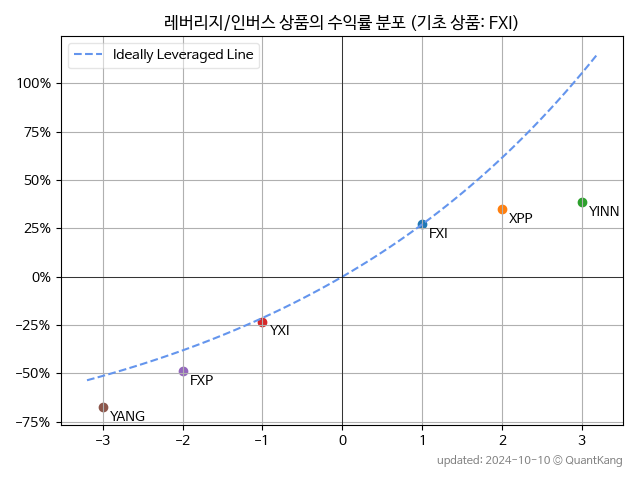 레버리지/인버스 상품의 수익률 분포 (기초 상품: FXI)
Ideally Leveraged Line
100%
75%
50%
25%
0%
−25%
−50%
−75%
YINN
XPP
FXI
YXI
FXP
YANG
−3 −2 −1 0 1 2 3
updated: 2024-10-10 © QuantKang